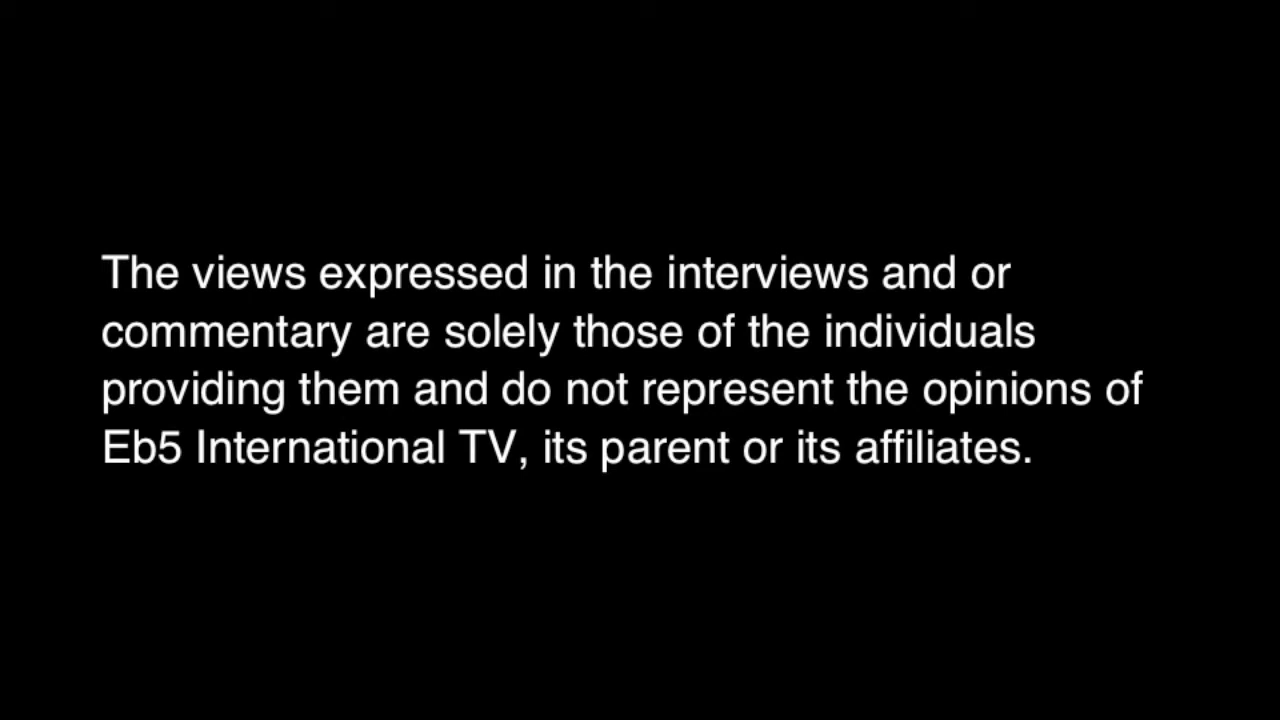 The views expressed in the interviews and or
commentary are solely those of the individuals
providing them and do not represent the opinions of
Eb5 International TV, its parent or its affiliates.